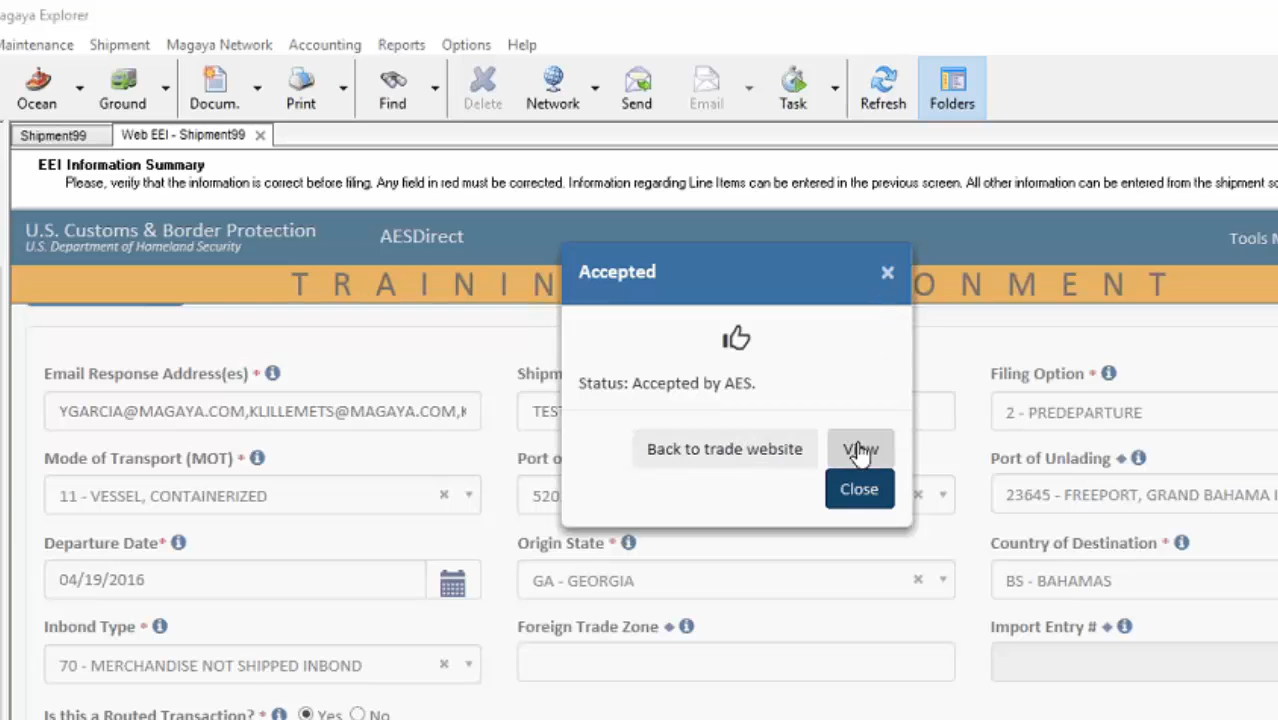 agaya Explorer
Maintenance Shipment Magaya Network Accounting Reports Options Help
Ocean Ground Docum. Print Find Delete Network Send Email Task Refresh Folders
Shipment99 Web EEI - Shipment99
EEI Information Summary
Please, verify that the information is correct before filing. Any field in red must be corrected. Information regarding Line Items can be entered in the previous screen. All other information can be entered from the shipment sc
U.S. Customs & Border Protection
U.S. Department of Homeland Security
AESDirect
Tools M
T R A I N I N O N M E N T
Accepted
Status: Accepted by AES.
Back to trade website
Close
Email Response Address(es) * Shipm Filing Option *
YGARCIA@MAGAYA.COM,KLILLEMETS@MAGAYA.COM,K TEST 2 - PREDEPARTURE
Mode of Transport (MOT) * Port o Port of Unlading
11 - VESSEL, CONTAINERIZED 520 23645 - FREEPORT, GRAND BAHAMA I
Departure Date* Origin State * Country of Destination *
04/19/2016 GA - GEORGIA BS - BAHAMAS
Inbond Type * Foreign Trade Zone Import Entry #
70 - MERCHANDISE NOT SHIPPED INBOND
Is this a Routed Transaction? * Yes No